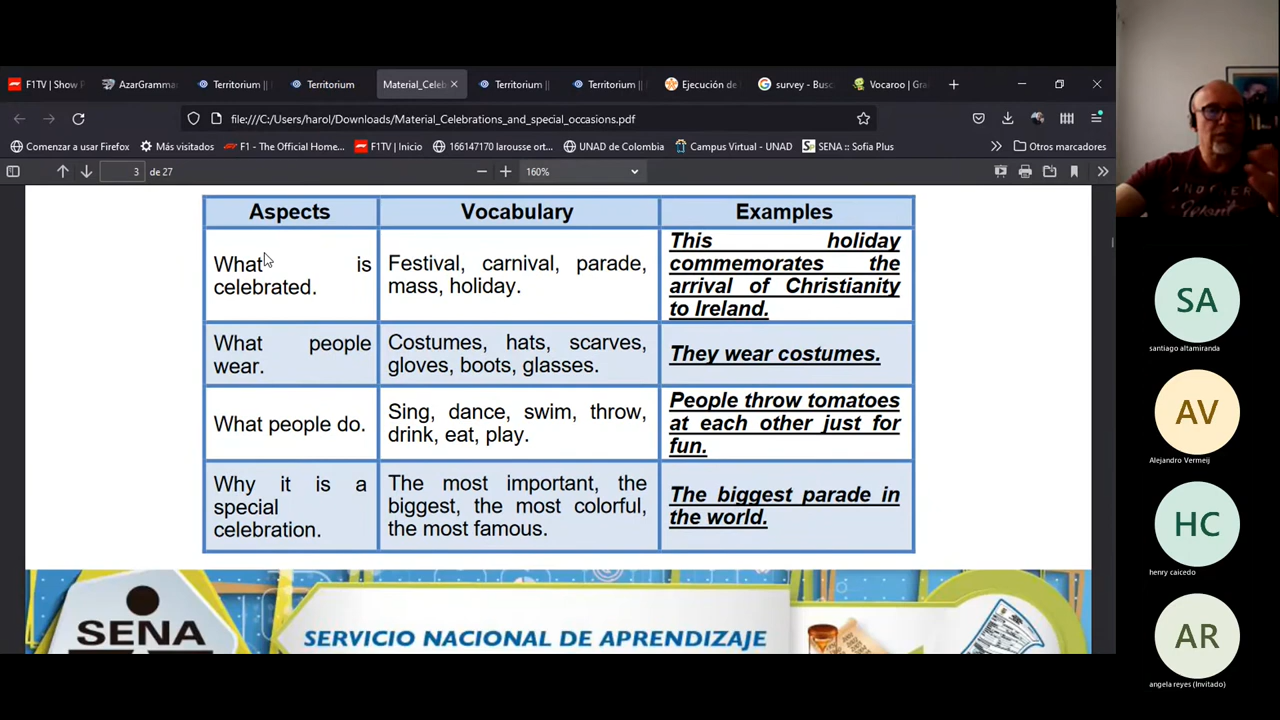 F1TV | Show P
AzarGramma
Territorium ||
Territorium
Material_Celeb
Territorium ||
Territorium ||
Ejecución de
survey - Bus
Vocaroo | Gra
file:///C:/Users/harol/Downloads/Material_Celebrations_and_special_occasions.pdf
Comenzar a usar Firefox
Más visitados
F1 - The Official Home...
F1TV | Inicio
166147170 larousse ort...
UNAD de Colombia
Campus Virtual - UNAD
SENA :: Sofia Plus
Otros marcadores
3 de 27
160%
Aspects
Vocabulary
Examples
What is
celebrated.
Festival, carnival, parade,
mass, holiday.
This holiday
commemorates the
arrival of Christianity
to Ireland.
What people
wear.
Costumes, hats, scarves,
gloves, boots, glasses.
They wear costumes.
What people do.
Sing, dance, swim, throw,
drink, eat, play.
People throw tomatoes
at each other just for
fun.
Why it is a
special
celebration.
The most important, the
biggest, the most colorful,
the most famous.
The biggest parade in
the world.
SENA
SERVICIO NACIONAL DE APRENDIZAJE
SA
santiago altamiranda
AV
Alejandro Vermeij
HC
henry caicedo
AR
angela reyes (Invitado)